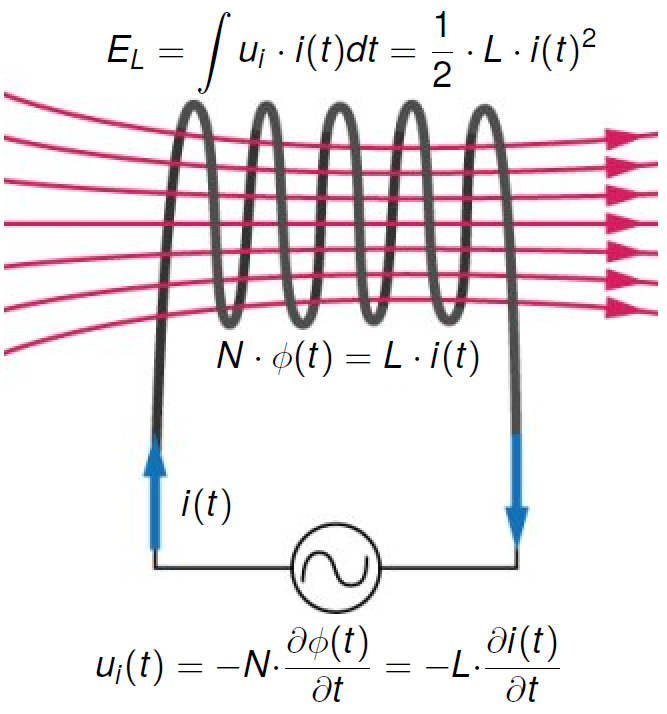 E_L = ∫ u_i · i(t)dt = 1/2 · L · i(t)²
N · ϕ(t) = L · i(t)
i(t)
u_i(t) = −N· ∂ϕ(t)/∂t = −L· ∂i(t)/∂t